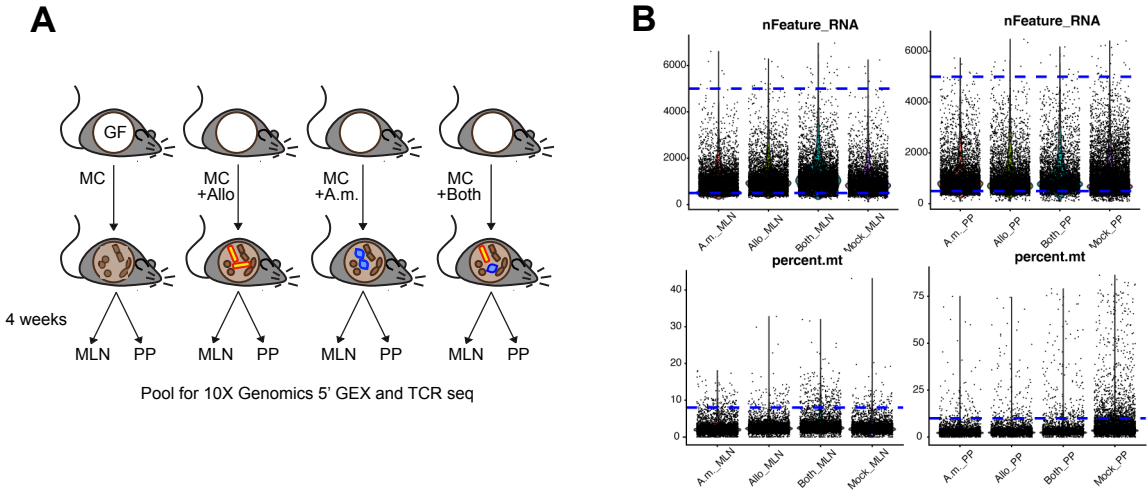 A
GF
MC
MC
+Allo
MC
+A.m.
MC
+Both
4 weeks
MLN PP MLN PP MLN PP MLN PP
Pool for 10X Genomics 5' GEX and TCR seq
B
nFeature_RNA
6000
4000
2000
0
A.m._MLN Allo_MLN Both_MLN Mock_MLN
nFeature_RNA
6000
5000
4000
3000
2000
1000
0
A.m._PP Allo_PP Both_PP Mock_PP
percent.mt
40
30
20
10
0
A.m._MLN Allo_MLN Both_MLN Mock_MLN
percent.mt
75
50
25
0
A.m._PP Allo_PP Both_PP Mock_PP